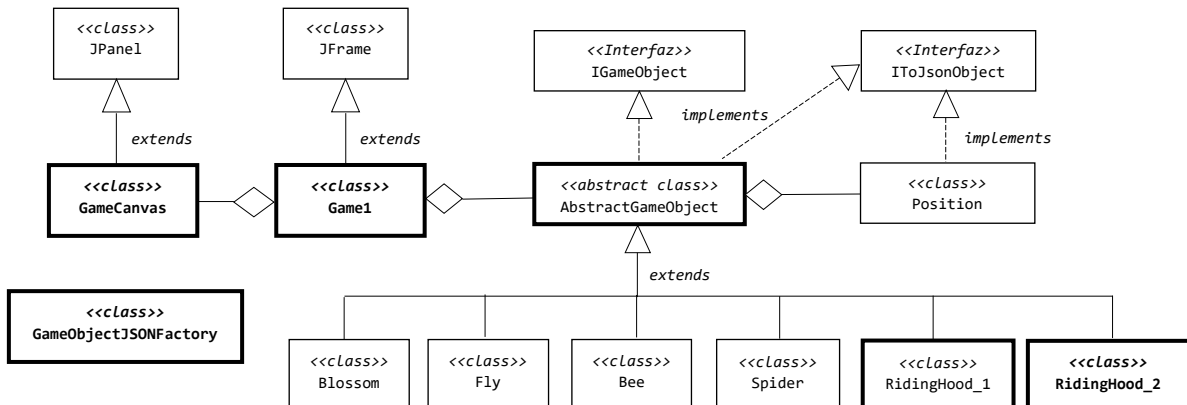 <<class>>
JPanel
<<class>>
JFrame
<<Interfaz>>
IGameObject
<<Interfaz>>
IToJsonObject
extends
extends
implements
implements
<<class>>
GameCanvas
<<class>>
Game1
<<abstract class>>
AbstractGameObject
<<class>>
Position
extends
<<class>>
GameObjectJSONFactory
<<class>>
Blossom
<<class>>
Fly
<<class>>
Bee
<<class>>
Spider
<<class>>
RidingHood_1
<<class>>
RidingHood_2